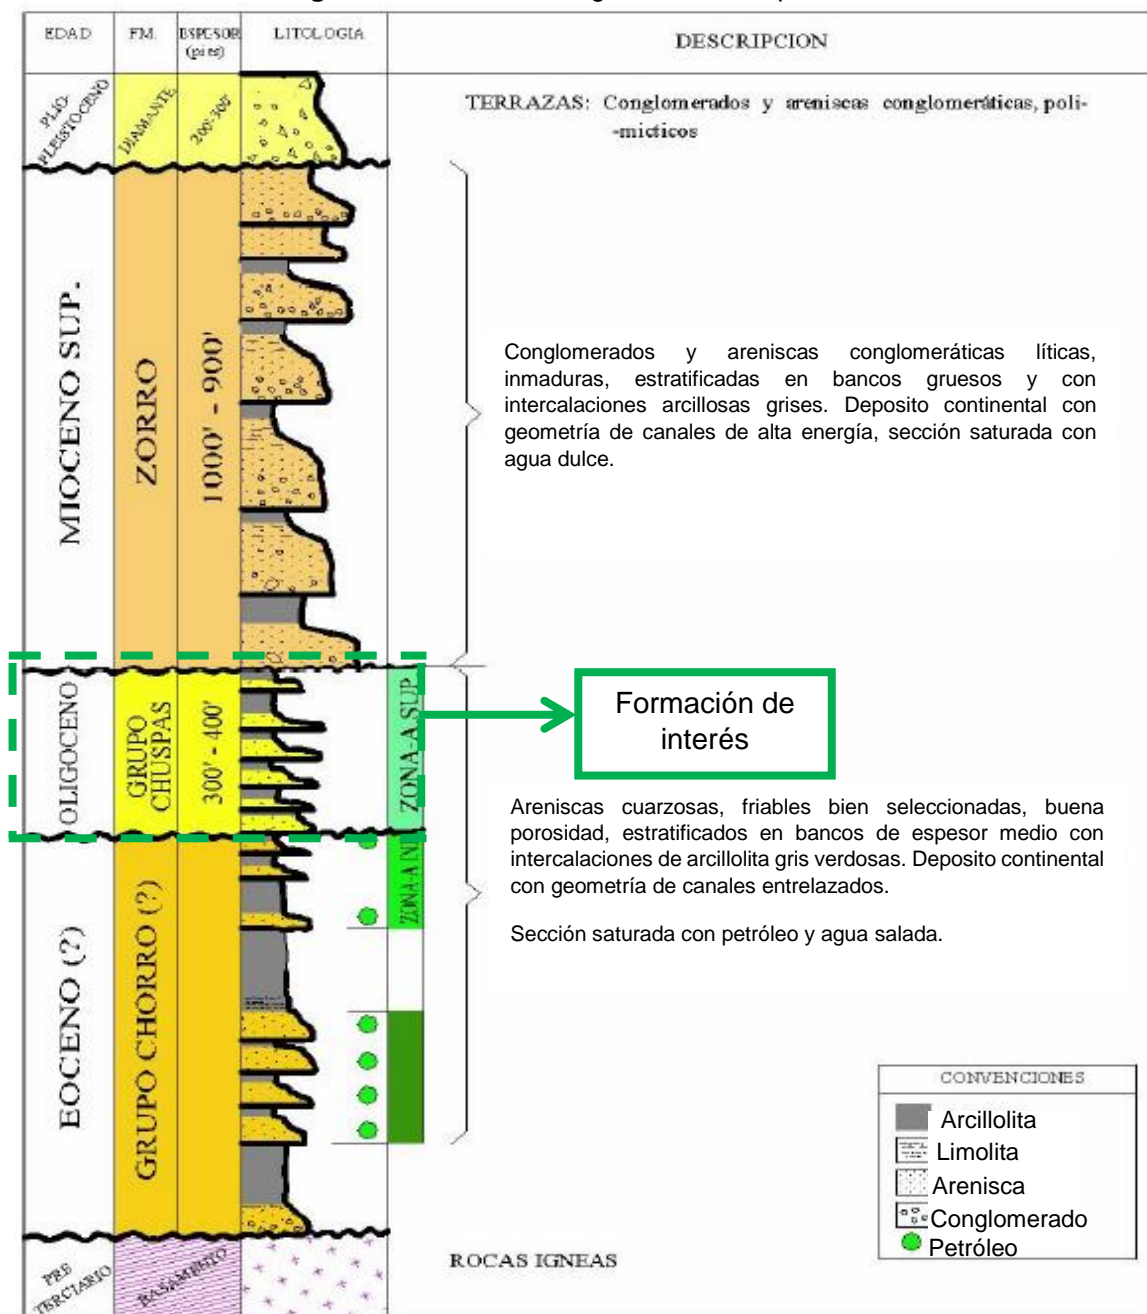 EDAD FM. ESPESOR (pies) LITOLOGIA DESCRIPCION
PLIO-PLEISTOCENO
DIAMANTE
200'-300'
TERRAZAS: Conglomerados y areniscas conglomeráticas, poli-
-micticos
MIOCENO SUP.
ZORRO
1000' - 900'
Conglomerados y areniscas conglomeráticas líticas,
inmaduras, estratificadas en bancos gruesos y con
intercalaciones arcillosas grises. Deposito continental con
geometría de canales de alta energía, sección saturada con
agua dulce.
OLIGOCENO
GRUPO
CHUSPAS
300' - 400'
ZONA-A.SUP
Formación de
interés
Areniscas cuarzosas, friables bien seleccionadas, buena
porosidad, estratificados en bancos de espesor medio con
intercalaciones de arcillolita gris verdosas. Deposito continental
con geometría de canales entrelazados.
Sección saturada con petróleo y agua salada.
EOCENO (?)
GRUPO CHORRO (?)
ZONA-A INF
PRE
TERCIARIO
BASAMENTO
ROCAS IGNEAS
CONVENCIONES
Arcillolita
Limolita
Arenisca
Conglomerado
Petróleo